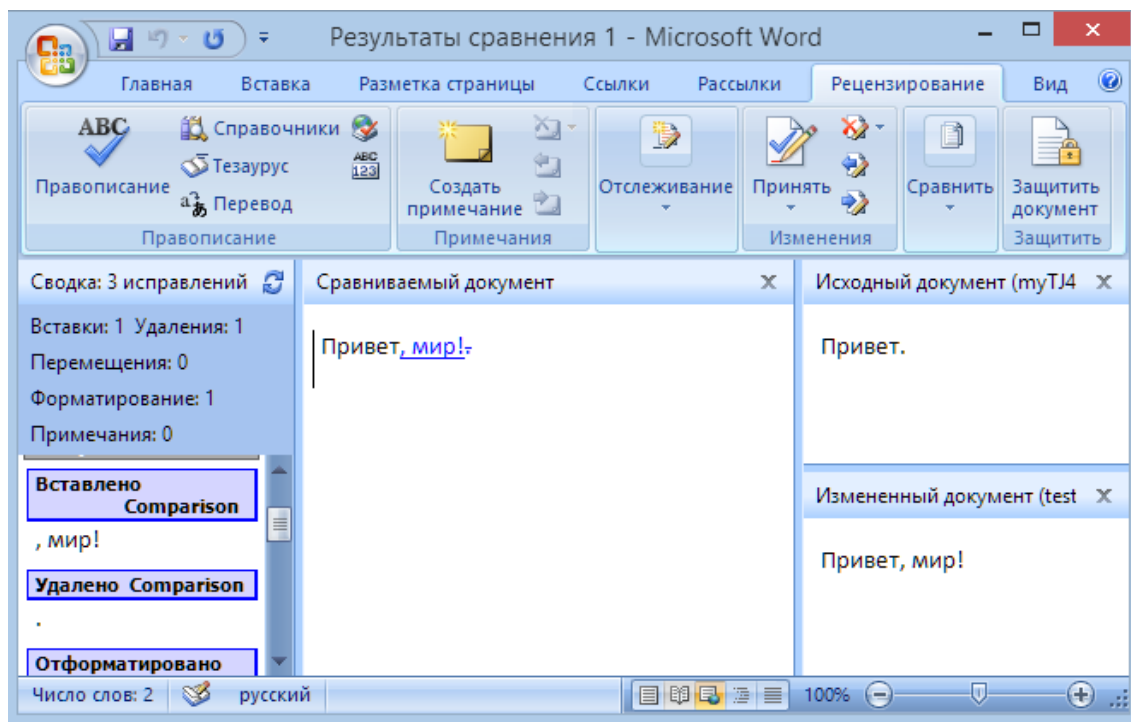 Результаты сравнения 1 - Microsoft Word
Главная Вставка Разметка страницы Ссылки Рассылки Рецензирование Вид
ABC
Правописание
Справочники
Тезаурус
Перевод
ABC
123
Правописание
Создать
примечание
Примечания
Отслеживание
Принять
Изменения
Сравнить
Защитить
документ
Защитить
Сводка: 3 исправлений
Вставки: 1 Удаления: 1
Перемещения: 0
Форматирование: 1
Примечания: 0
Вставлено
Comparison
, мир!
Удалено Comparison
.
Отформатировано
Сравниваемый документ
Привет, мир!.
Исходный документ (myTJ4
Привет.
Измененный документ (test
Привет, мир!
Число слов: 2 русский 100%